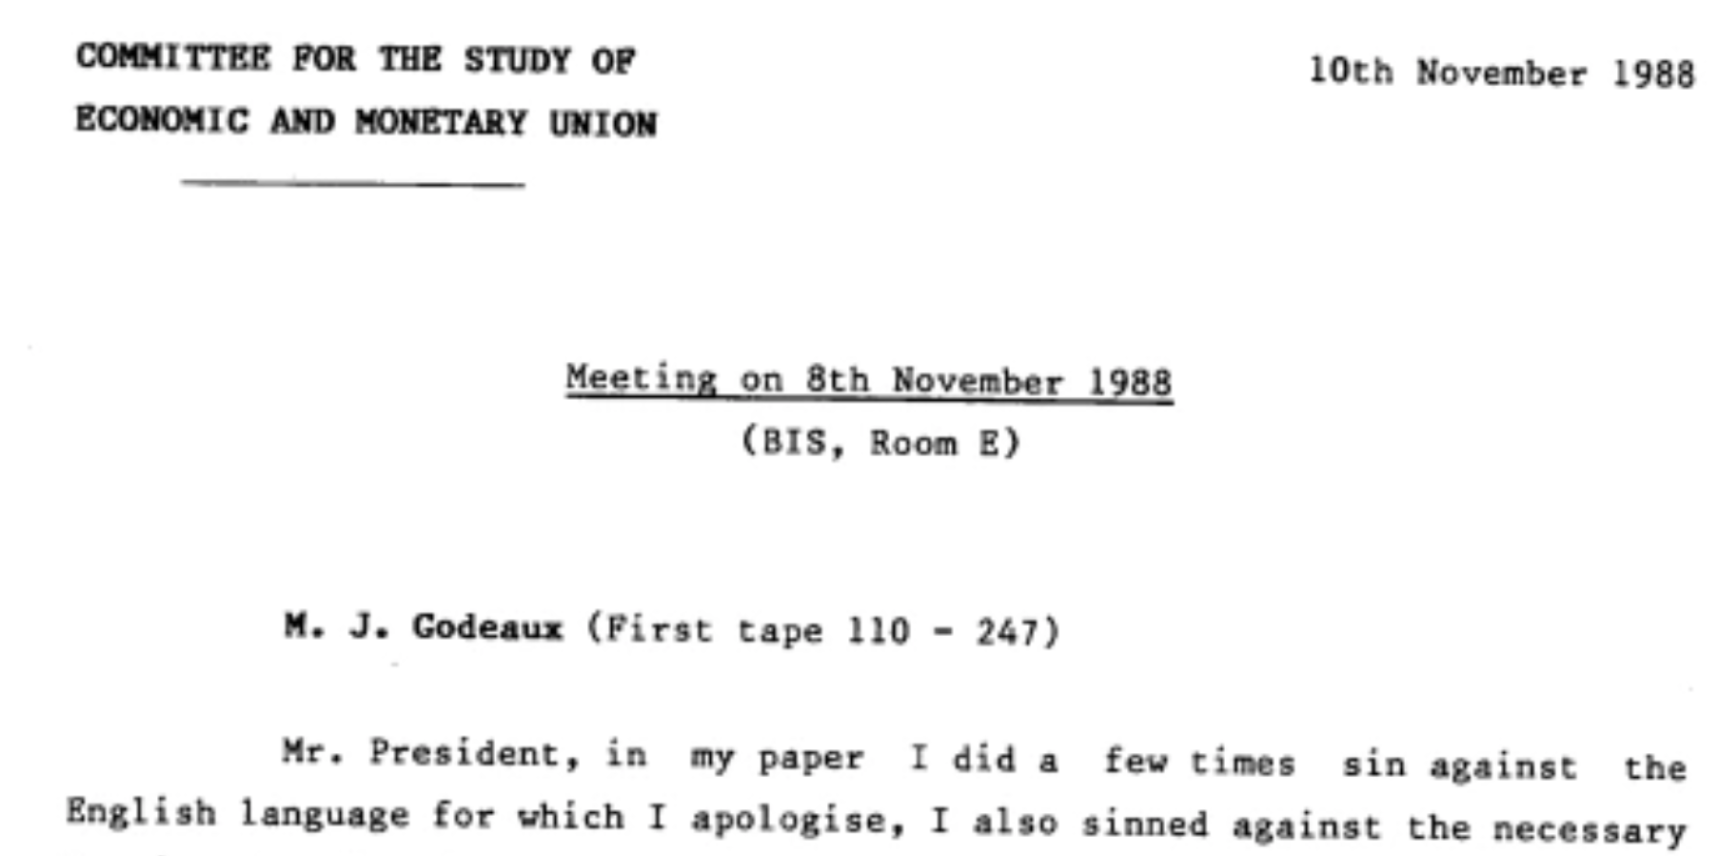 COMMITTEE FOR THE STUDY OF
ECONOMIC AND MONETARY UNION
10th November 1988
Meeting on 8th November 1988
(BIS, Room E)
M. J. Godeaux (First tape 110 - 247)
Mr. President, in my paper I did a few times sin against the
English language for which I apologise, I also sinned against the necessary